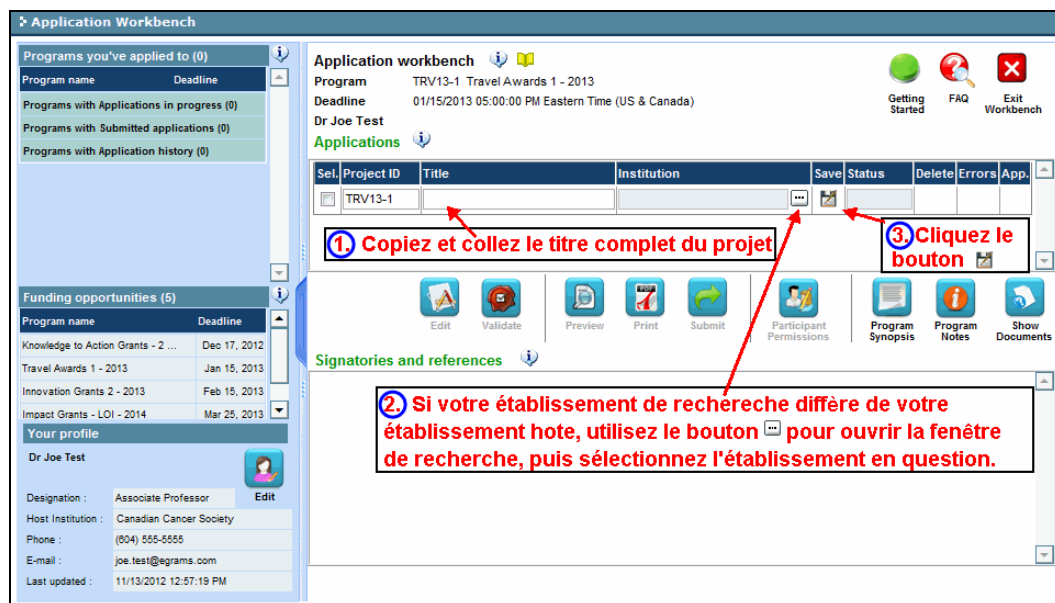 Application Workbench
Programs you've applied to (0)
Program name Deadline
Programs with Applications in progress (0)
Programs with Submitted applications (0)
Programs with Application history (0)
Funding opportunities (5)
Program name Deadline
Knowledge to Action Grants - 2 ... Dec 17, 2012
Travel Awards 1 - 2013 Jan 15, 2013
Innovation Grants 2 - 2013 Feb 15, 2013
Impact Grants - LOI - 2014 Mar 25, 2013
Your profile
Dr Joe Test
Edit
Designation : Associate Professor
Host Institution : Canadian Cancer Society
Phone : (604) 555-5555
E-mail : joe.test@egrams.com
Last updated : 11/13/2012 12:57:19 PM
Application workbench
Program TRV13-1 Travel Awards 1 - 2013
Deadline 01/15/2013 05:00:00 PM Eastern Time (US & Canada)
Dr Joe Test
Getting Started
FAQ
Exit Workbench
Applications
Sel. Project ID Title Institution Save Status Delete Errors App.
TRV13-1
1. Copiez et collez le titre complet du projet
3. Cliquez le
bouton
Edit Validate Preview Print Submit Participant Permissions Program Synopsis Program Notes Show Documents
Signatories and references
2. Si votre établissement de rechereche diffère de votre
établissement hote, utilisez le bouton ... pour ouvrir la fenêtre
de recherche, puis sélectionnez l'établissement en question.